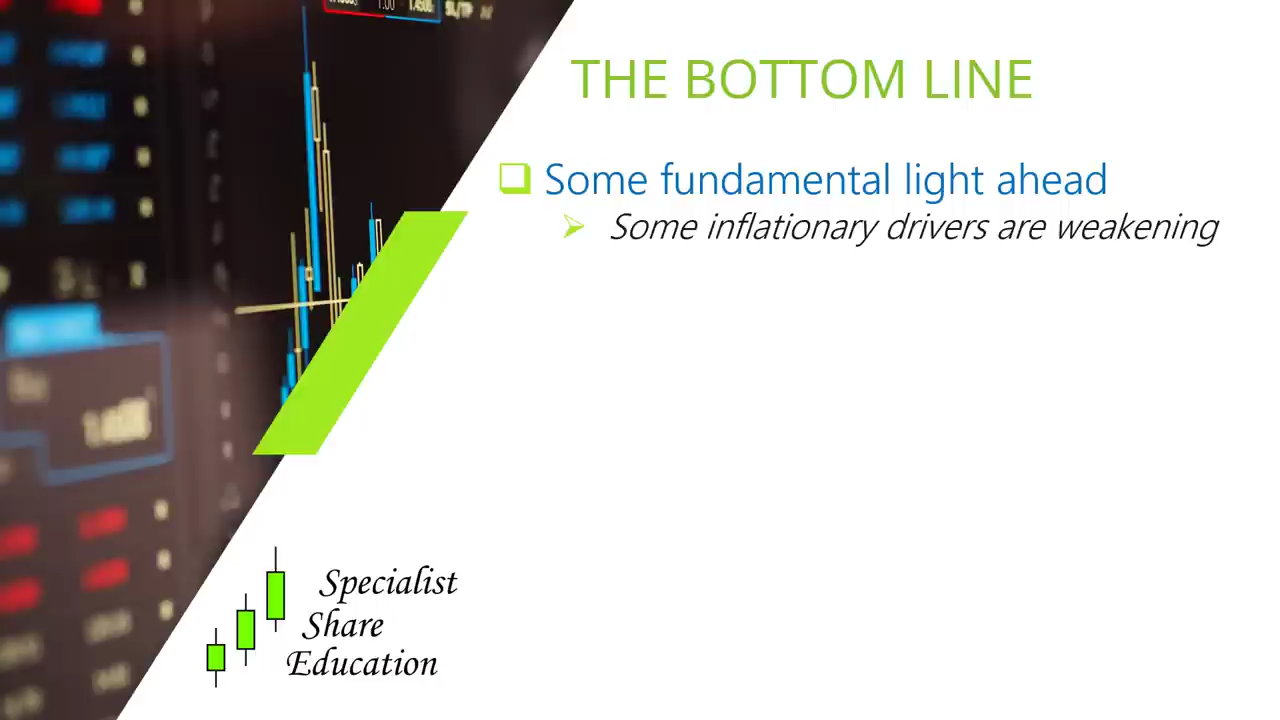 THE BOTTOM LINE
Some fundamental light ahead
Some inflationary drivers are weakening
Specialist
Share
Education